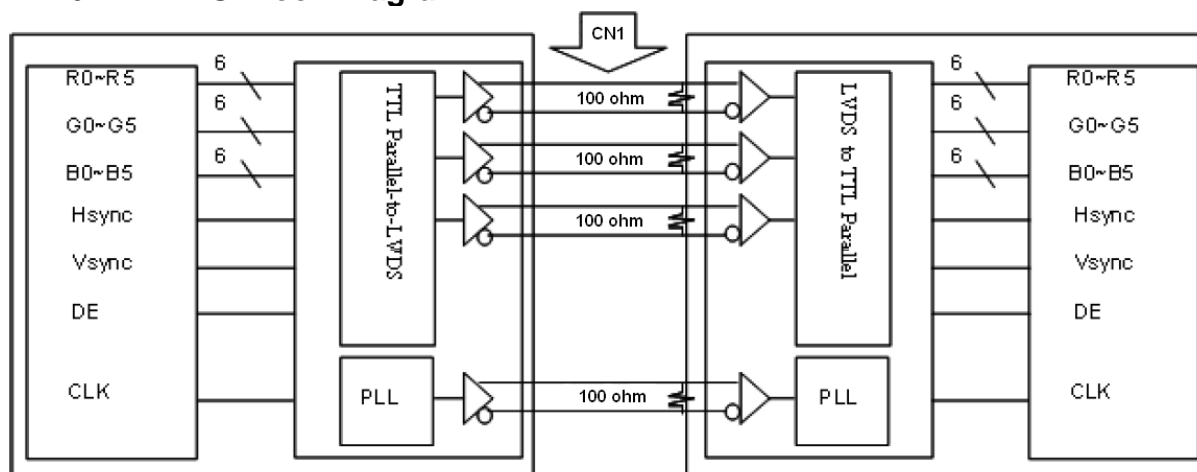 CN1
6
R0~R5
6
G0~G5
6
B0~B5
Hsync
Vsync
DE
CLK
TTL Parallel-to-LVDS
PLL
100 ohm
100 ohm
100 ohm
100 ohm
LVDS to TTL Parallel
PLL
6
R0~R5
6
G0~G5
6
B0~B5
Hsync
Vsync
DE
CLK